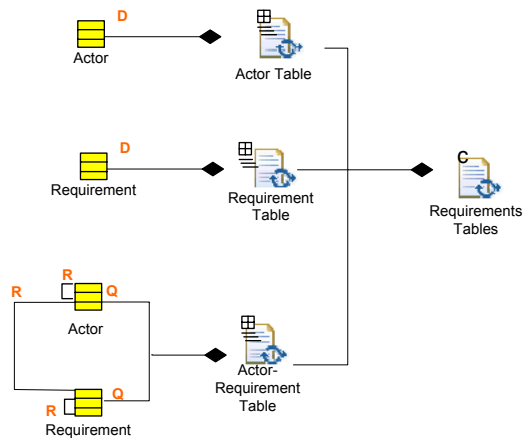 D
Actor
Actor Table
D
Requirement
Requirement
Table
C
Requirements
Tables
R
R
Q
Actor
Q
R
Requirement
Actor-
Requirement
Table